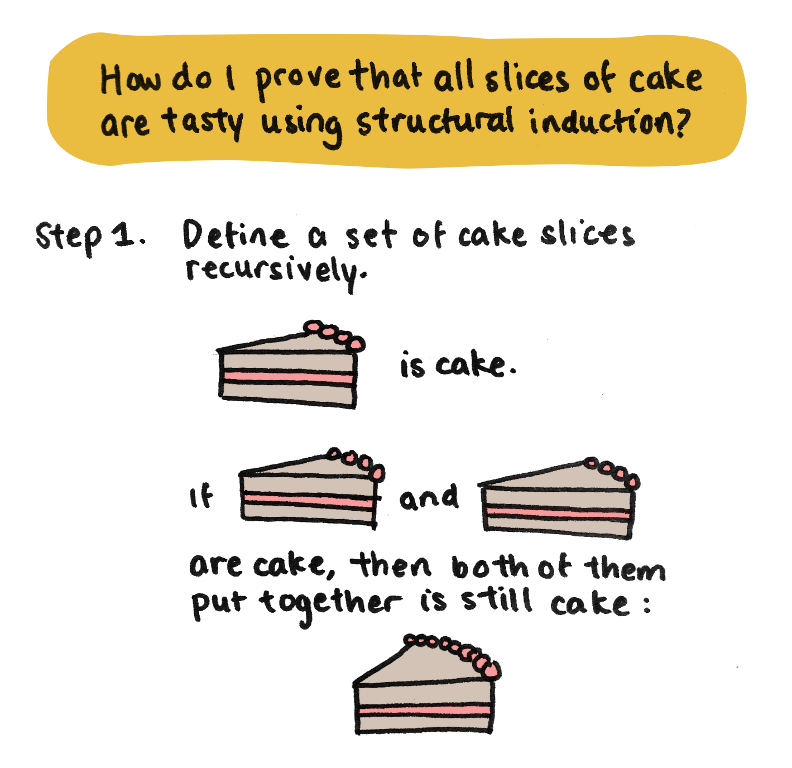 How do I prove that all slices of cake
are tasty using structural induction?
Step 1. Define a set of cake slices
recursively.
is cake.
If and
are cake, then both of them
put together is still cake: